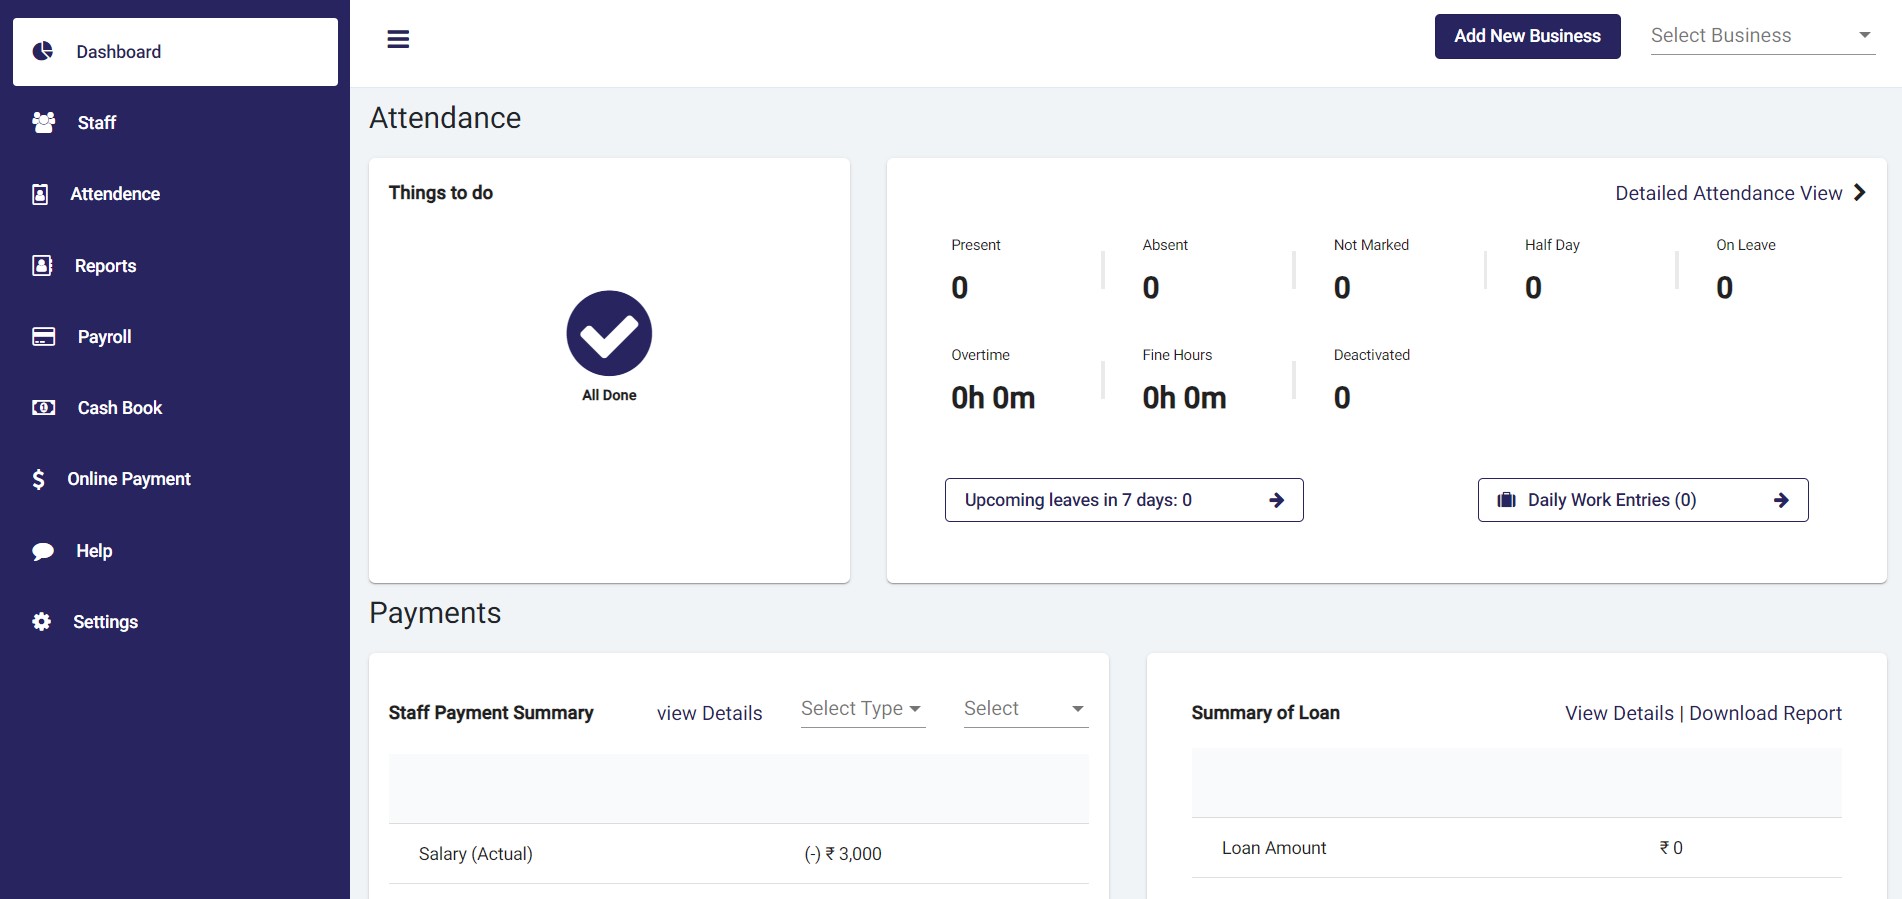 Dashboard
Staff
Attendence
Reports
Payroll
Cash Book
Online Payment
Help
Settings
Add New Business
Select Business
Attendance
Things to do
All Done
Detailed Attendance View
Present Absent Not Marked Half Day On Leave
0 0 0 0 0
Overtime Fine Hours Deactivated
0h 0m 0h 0m 0
Upcoming leaves in 7 days: 0
Daily Work Entries (0)
Payments
Staff Payment Summary view Details Select Type Select
Salary (Actual) (-) ₹ 3,000
Summary of Loan View Details | Download Report
Loan Amount ₹ 0